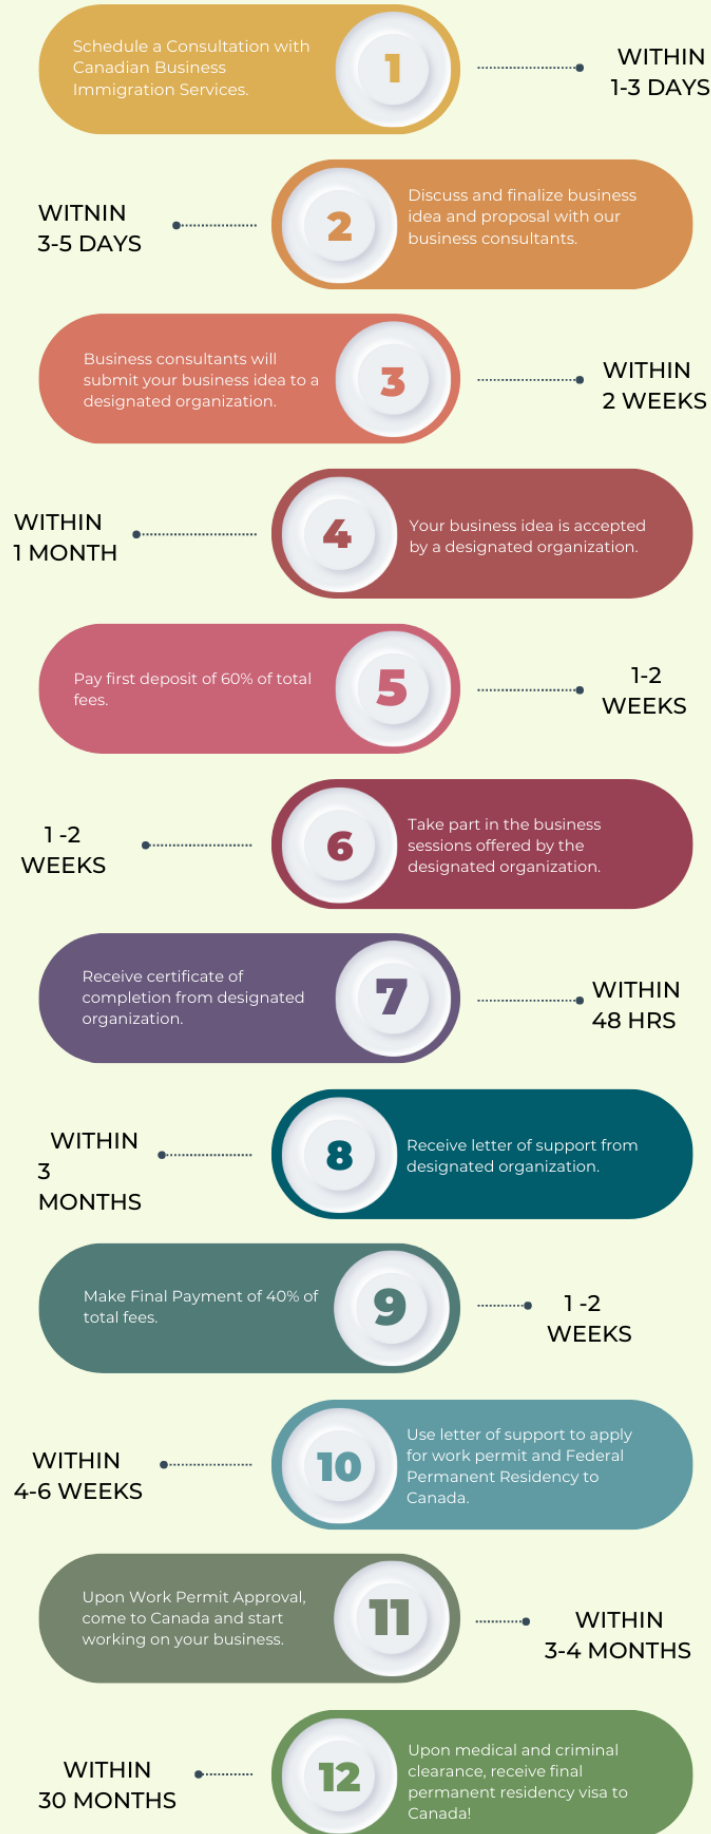 Schedule a Consultation with
Canadian Business
Immigration Services.
1
WITHIN
1-3 DAYS
WITNIN
3-5 DAYS
2
Discuss and finalize business
idea and proposal with our
business consultants.
Business consultants will
submit your business idea to a
designated organization.
3
WITHIN
2 WEEKS
WITHIN
1 MONTH
4
Your business idea is accepted
by a designated organization.
Pay first deposit of 60% of total
fees.
5
1-2
WEEKS
1 -2
WEEKS
6
Take part in the business
sessions offered by the
designated organization.
Receive certificate of
completion from designated
organization.
7
WITHIN
48 HRS
WITHIN
3
MONTHS
8
Receive letter of support from
designated organization.
Make Final Payment of 40% of
total fees.
9
1 -2
WEEKS
WITHIN
4-6 WEEKS
10
Use letter of support to apply
for work permit and Federal
Permanent Residency to
Canada.
Upon Work Permit Approval,
come to Canada and start
working on your business.
11
WITHIN
3-4 MONTHS
WITHIN
30 MONTHS
12
Upon medical and criminal
clearance, receive final
permanent residency visa to
Canada!